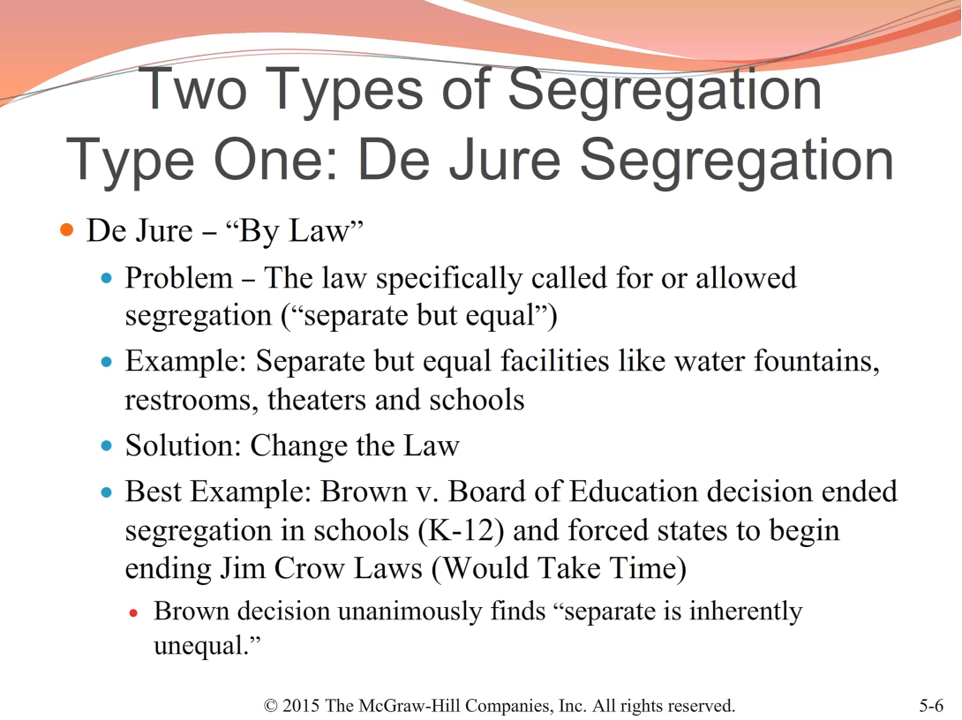 Two Types of Segregation
Type One: De Jure Segregation
De Jure – “By Law”
Problem – The law specifically called for or allowed
segregation (“separate but equal”)
Example: Separate but equal facilities like water fountains,
restrooms, theaters and schools
Solution: Change the Law
Best Example: Brown v. Board of Education decision ended
segregation in schools (K-12) and forced states to begin
ending Jim Crow Laws (Would Take Time)
Brown decision unanimously finds “separate is inherently
unequal.”
© 2015 The McGraw-Hill Companies, Inc. All rights reserved.
5-6